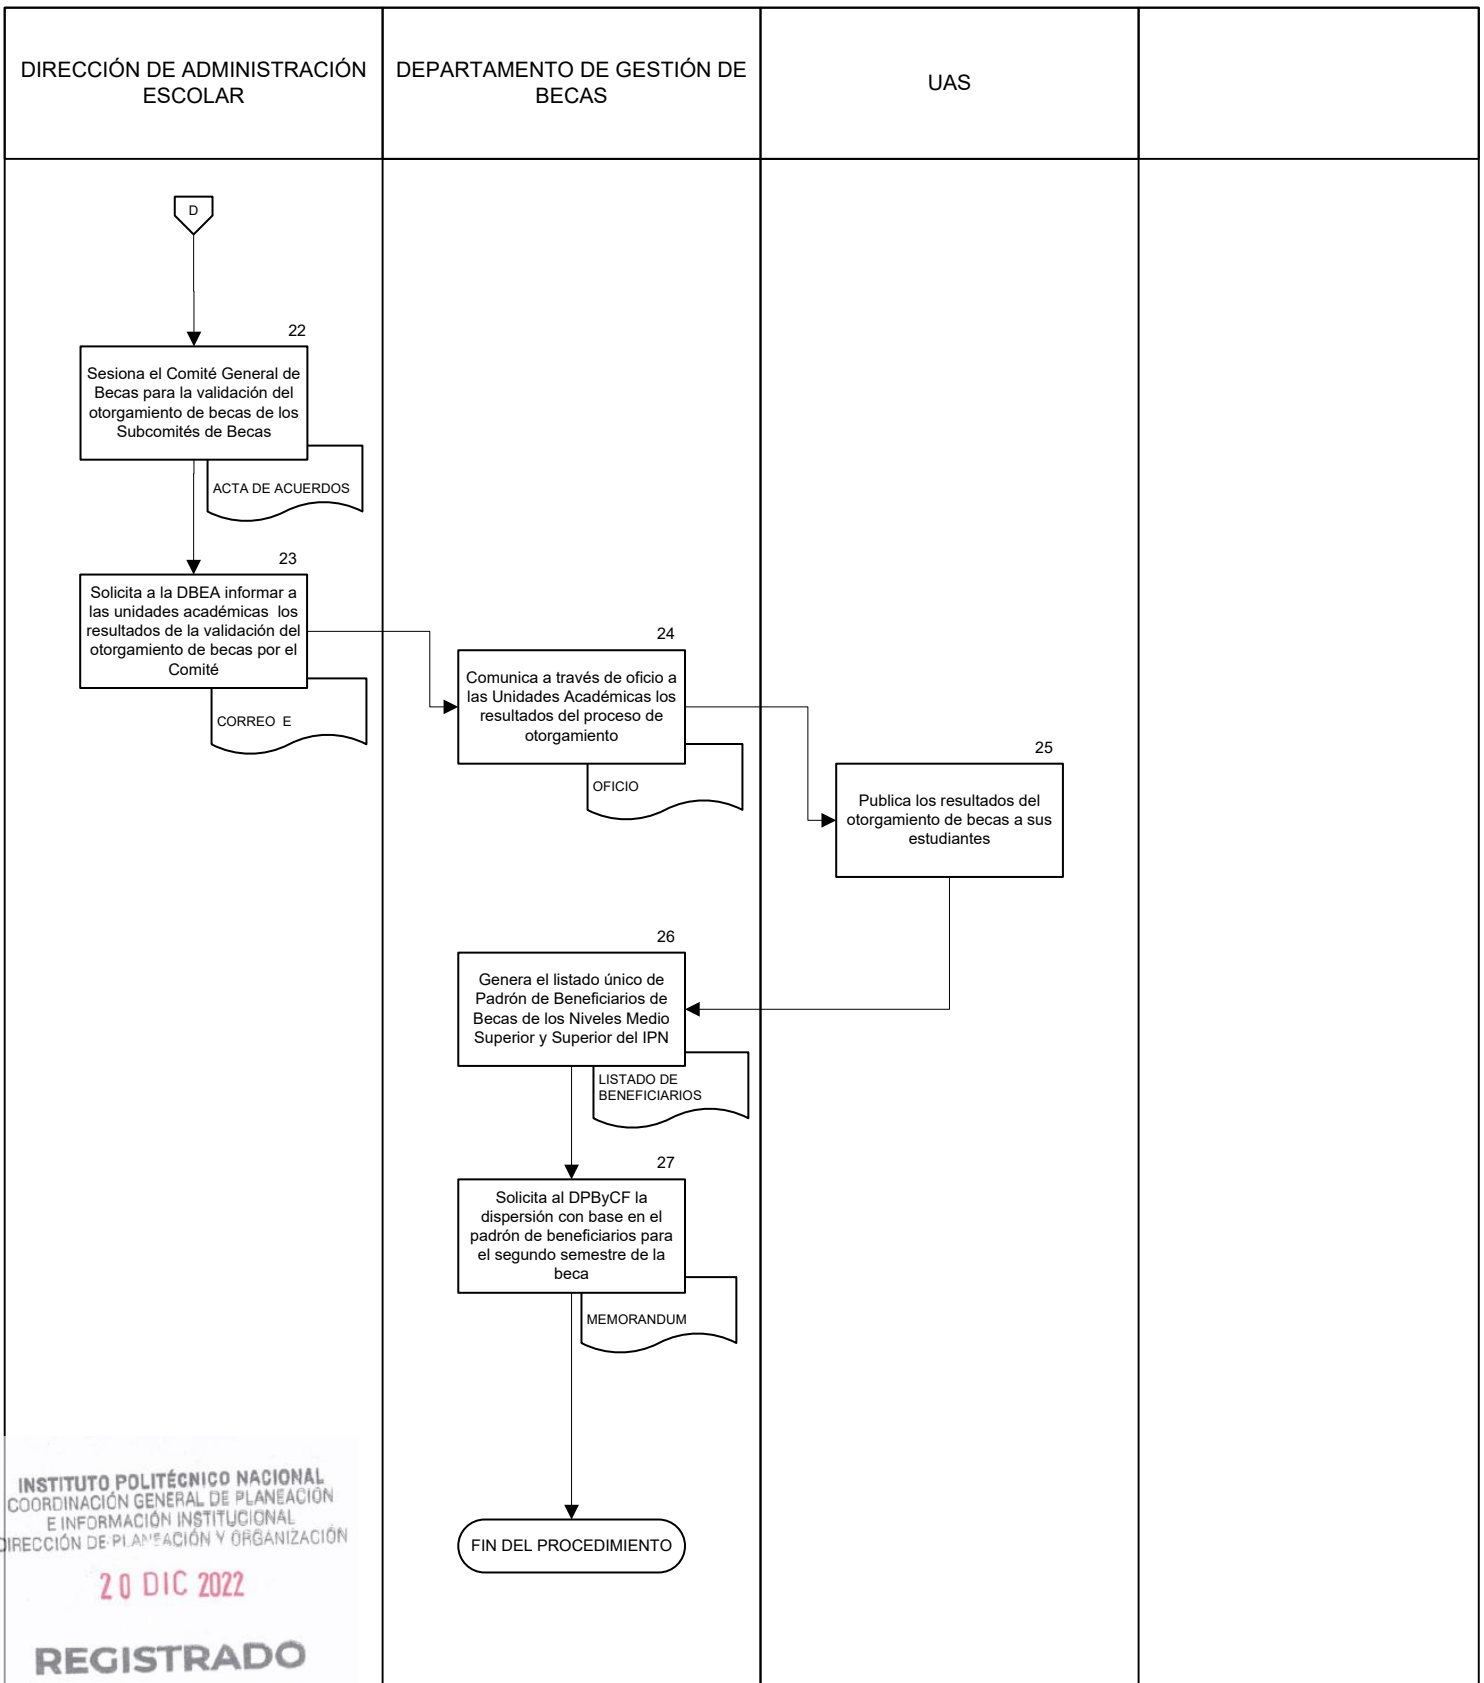 DIRECCIÓN DE ADMINISTRACIÓN
ESCOLAR
DEPARTAMENTO DE GESTIÓN DE
BECAS
UAS
D
22
Sesiona el Comité General de
Becas para la validación del
otorgamiento de becas de los
Subcomités de Becas
ACTA DE ACUERDOS
23
Solicita a la DBEA informar a
las unidades académicas  los
resultados de la validación del
otorgamiento de becas por el
Comité
CORREO  E
24
Comunica a través de oficio a
las Unidades Académicas los
resultados del proceso de
otorgamiento
OFICIO
25
Publica los resultados del
otorgamiento de becas a sus
estudiantes
26
Genera el listado único de
Padrón de Beneficiarios de
Becas de los Niveles Medio
Superior y Superior del IPN
LISTADO DE
BENEFICIARIOS
27
Solicita al DPByCF la
dispersión con base en el
padrón de beneficiarios para
el segundo semestre de la
beca
MEMORANDUM
FIN DEL PROCEDIMIENTO
INSTITUTO POLITÉCNICO NACIONAL
COORDINACIÓN GENERAL DE PLANEACIÓN
E INFORMACIÓN INSTITUCIONAL
DIRECCIÓN DE PLANEACIÓN Y ORGANIZACIÓN
20 DIC 2022
REGISTRADO